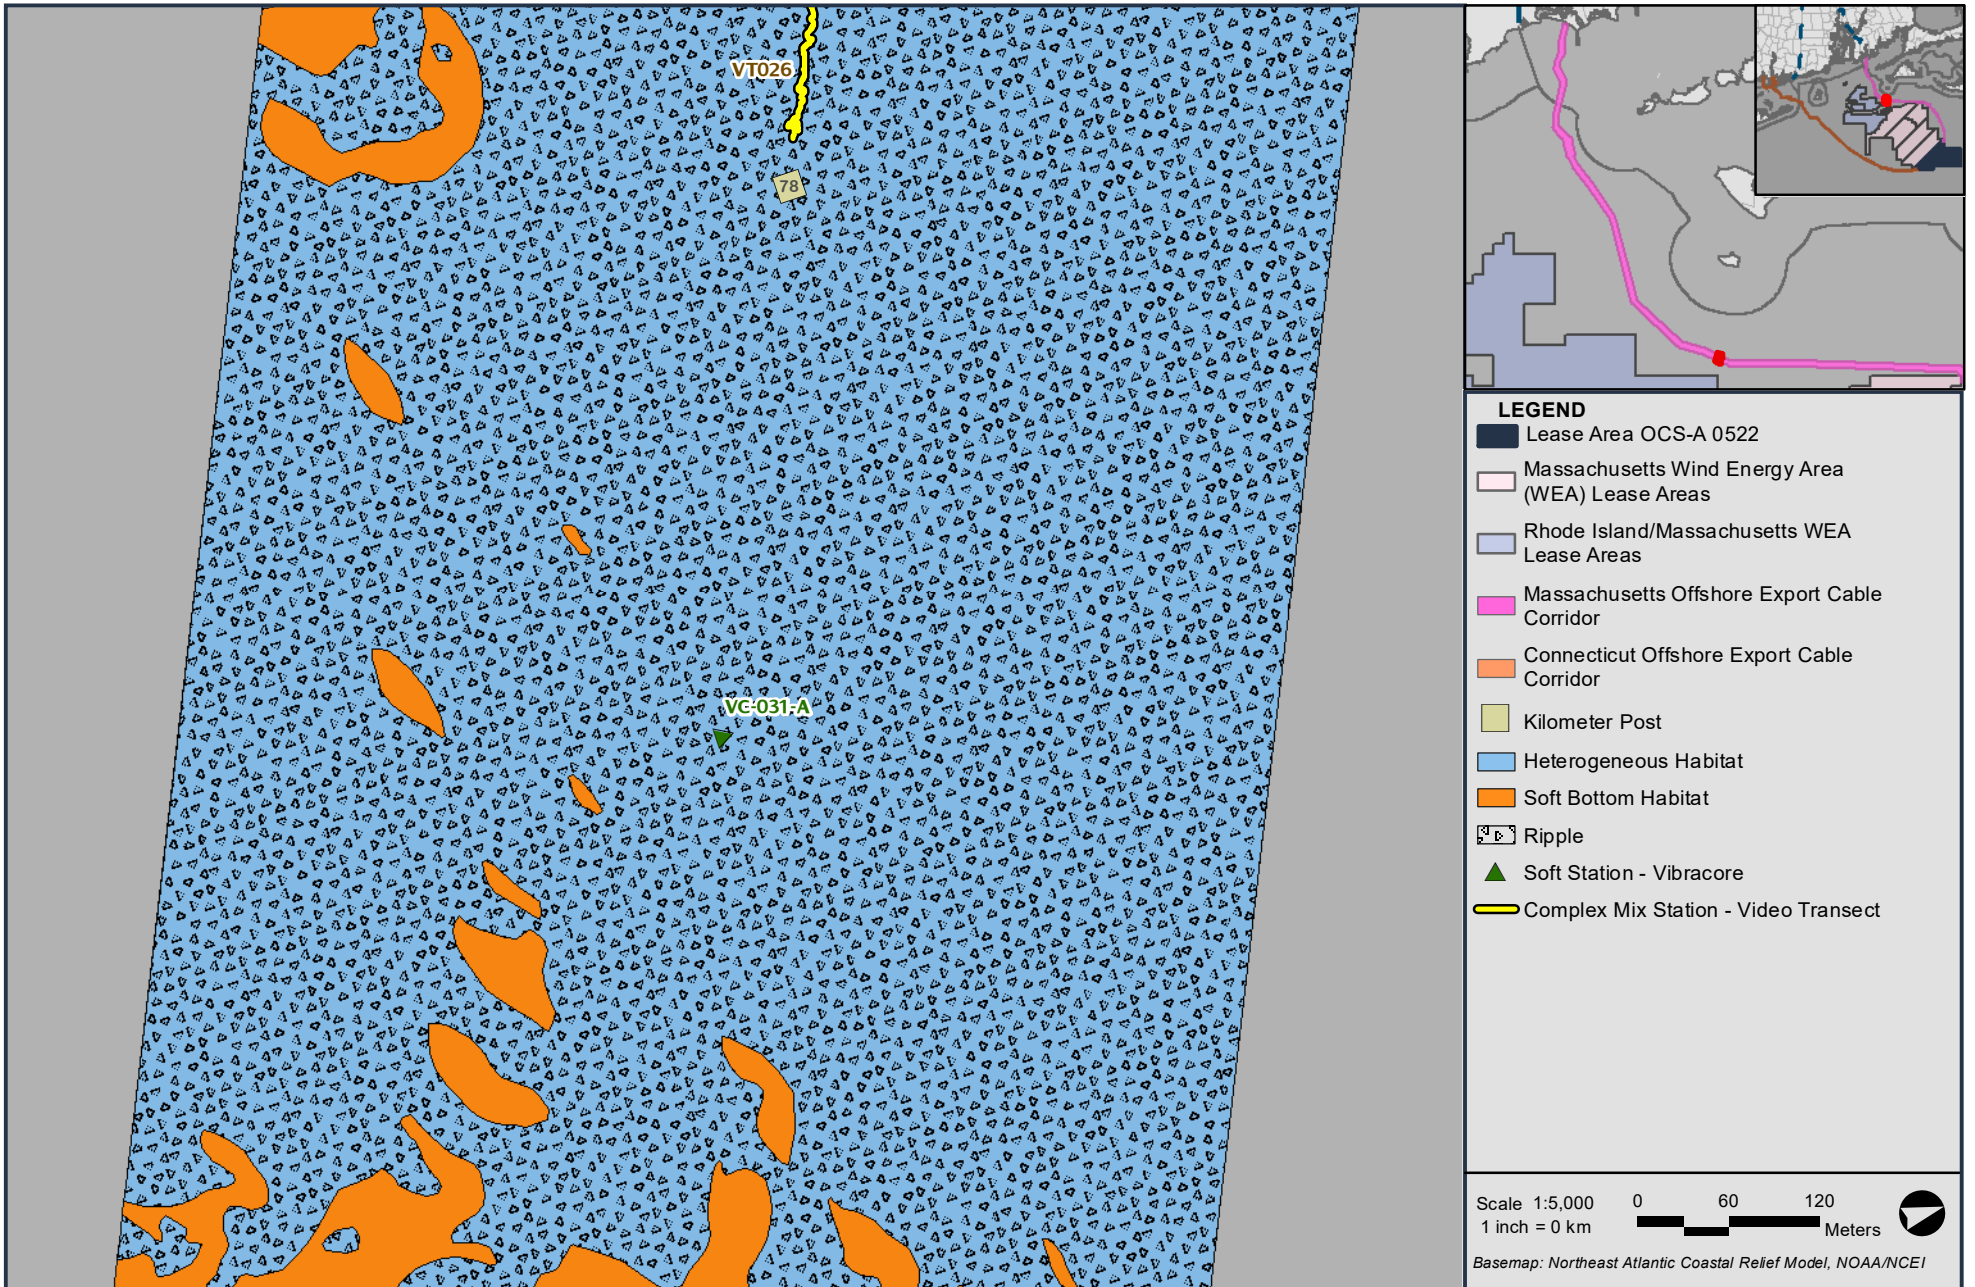 VT026
78
VC-031-A
LEGEND
Lease Area OCS-A 0522
Massachusetts Wind Energy Area
(WEA) Lease Areas
Rhode Island/Massachusetts WEA
Lease Areas
Massachusetts Offshore Export Cable
Corridor
Connecticut Offshore Export Cable
Corridor
Kilometer Post
Heterogeneous Habitat
Soft Bottom Habitat
Ripple
Soft Station - Vibracore
Complex Mix Station - Video Transect
Scale 1:5,000
1 inch = 0 km
0 60 120
Meters
Basemap: Northeast Atlantic Coastal Relief Model, NOAA/NCEI